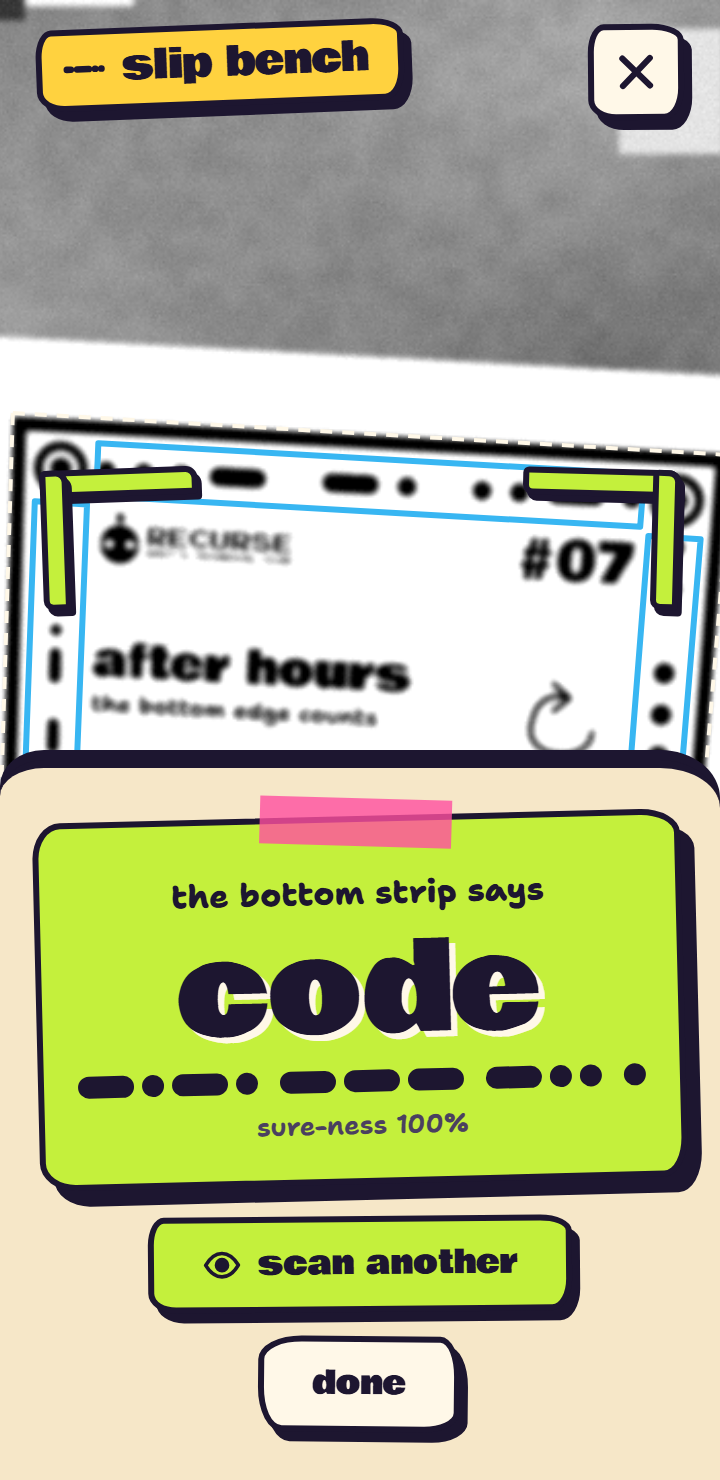 slip bench
RECURSE
#07
after hours
the bottom edge counts
the bottom strip says
code
sure-ness 100%
scan another
done